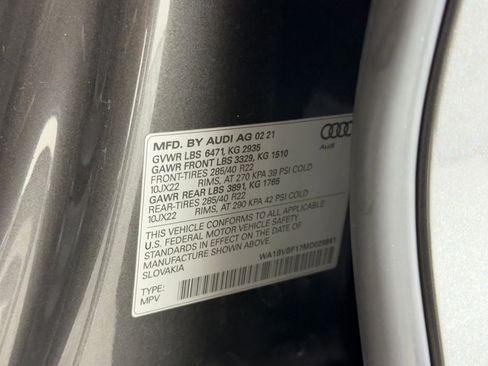 MFD. BY AUDI AG 02 21
GVWR LBS 6471, KG 2935
GAWR FRONT LBS 3329, KG 1510
FRONT-TIRES 285/40 R22
10JX22 RIMS, AT 270 KPA 39 PSI COLD
GAWR REAR LBS 3891, KG 1765
REAR-TIRES 285/40 R22
10JX22 RIMS, AT 290 KPA 42 PSI COLD
THIS VEHICLE CONFORMS TO ALL APPLICABLE
U.S. FEDERAL MOTOR VEHICLE SAFETY
STANDARDS IN EFFECT ON THE DATE OF
MANUFACTURE SHOWN ABOVE.
SLOVAKIA
TYPE:
MPV
Audi